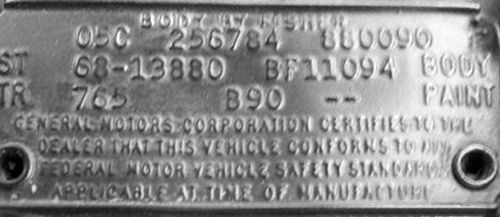 BODY BY FISHER
05C 256784 880090
ST 68-13880 BF11094 BODY
TR 765 B90 -- PAINT
GENERAL MOTORS CORPORATION CERTIFIES TO THE
DEALER THAT THIS VEHICLE CONFORMS TO
FEDERAL MOTOR VEHICLE SAFETY STANDARDS
APPLICABLE AT TIME OF MANUFACTURE